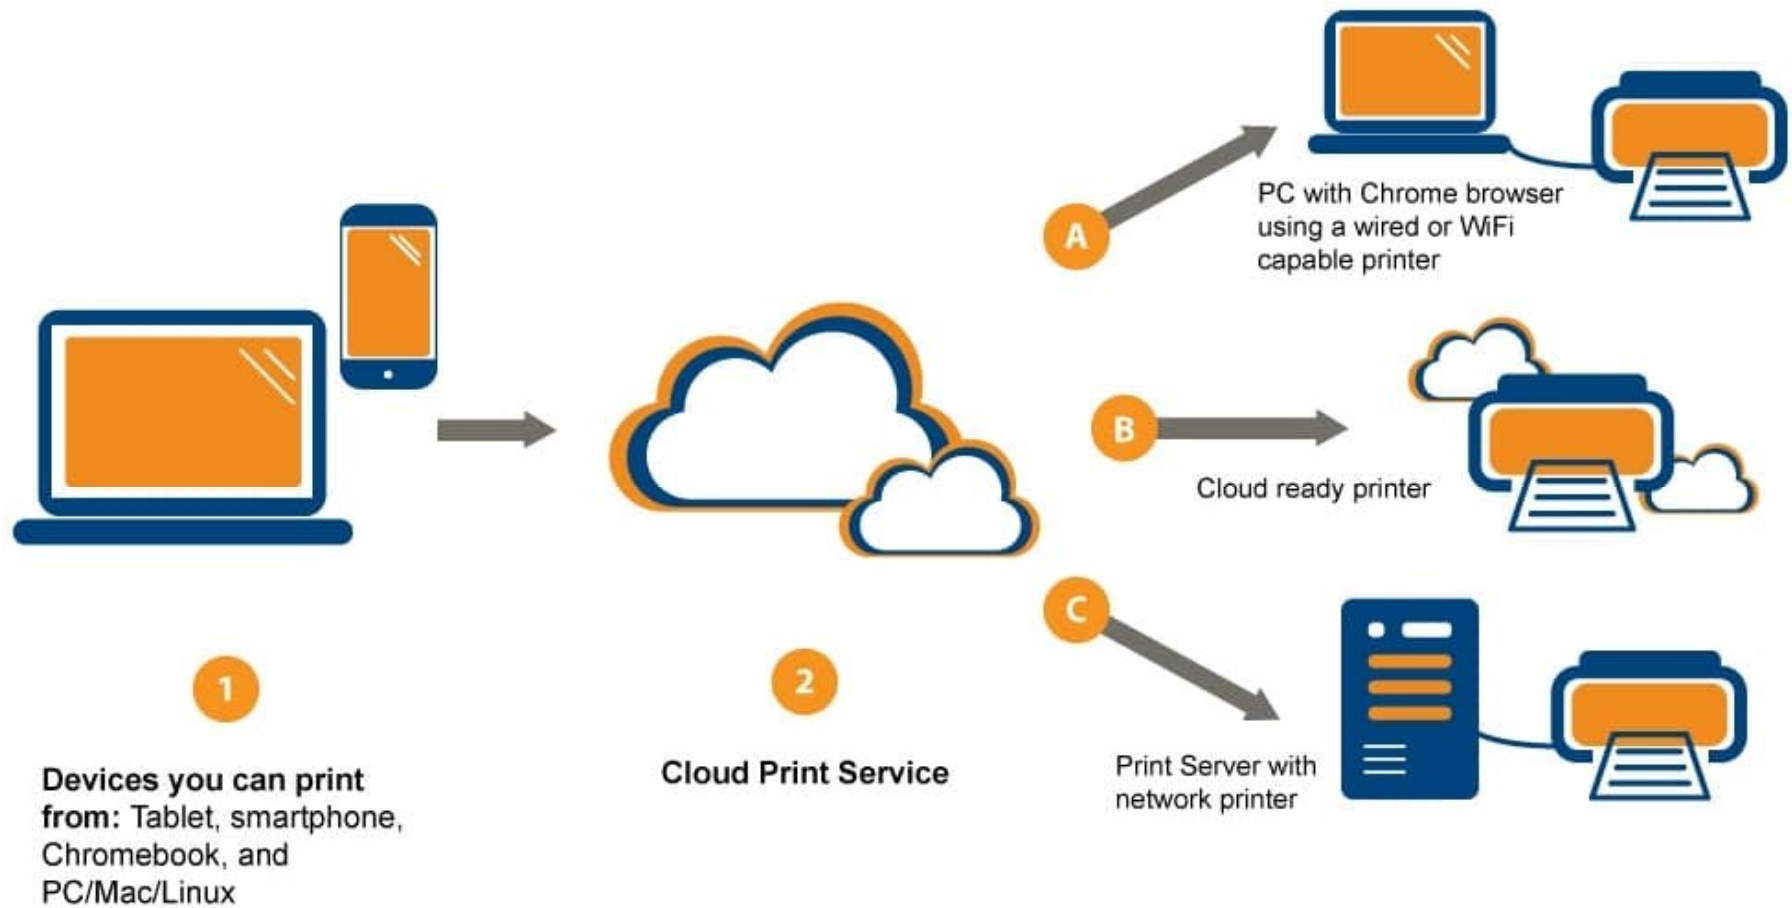 1
Devices you can print
from: Tablet, smartphone,
Chromebook, and
PC/Mac/Linux
2
Cloud Print Service
A
PC with Chrome browser
using a wired or WiFi
capable printer
B
Cloud ready printer
C
Print Server with
network printer